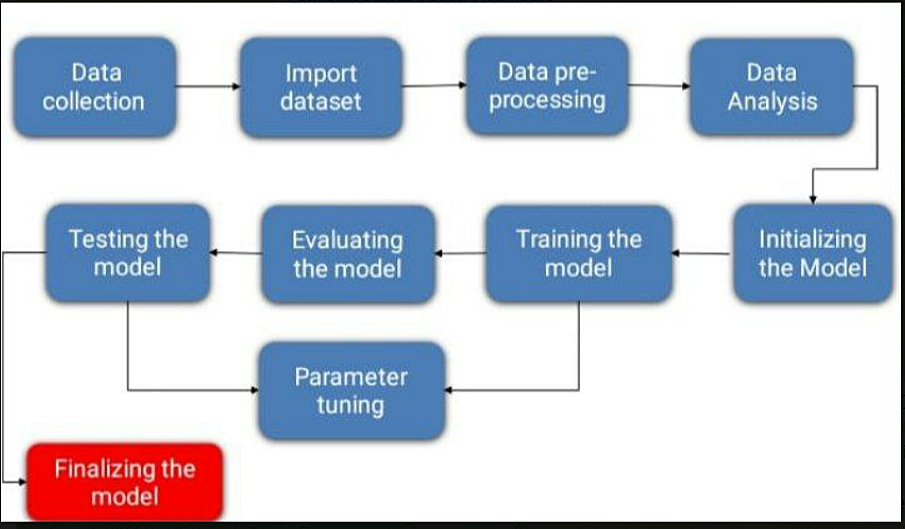 Data
collection
Import
dataset
Data pre-
processing
Data
Analysis
Initializing
the Model
Training the
model
Evaluating
the model
Testing the
model
Parameter
tuning
Finalizing the
model